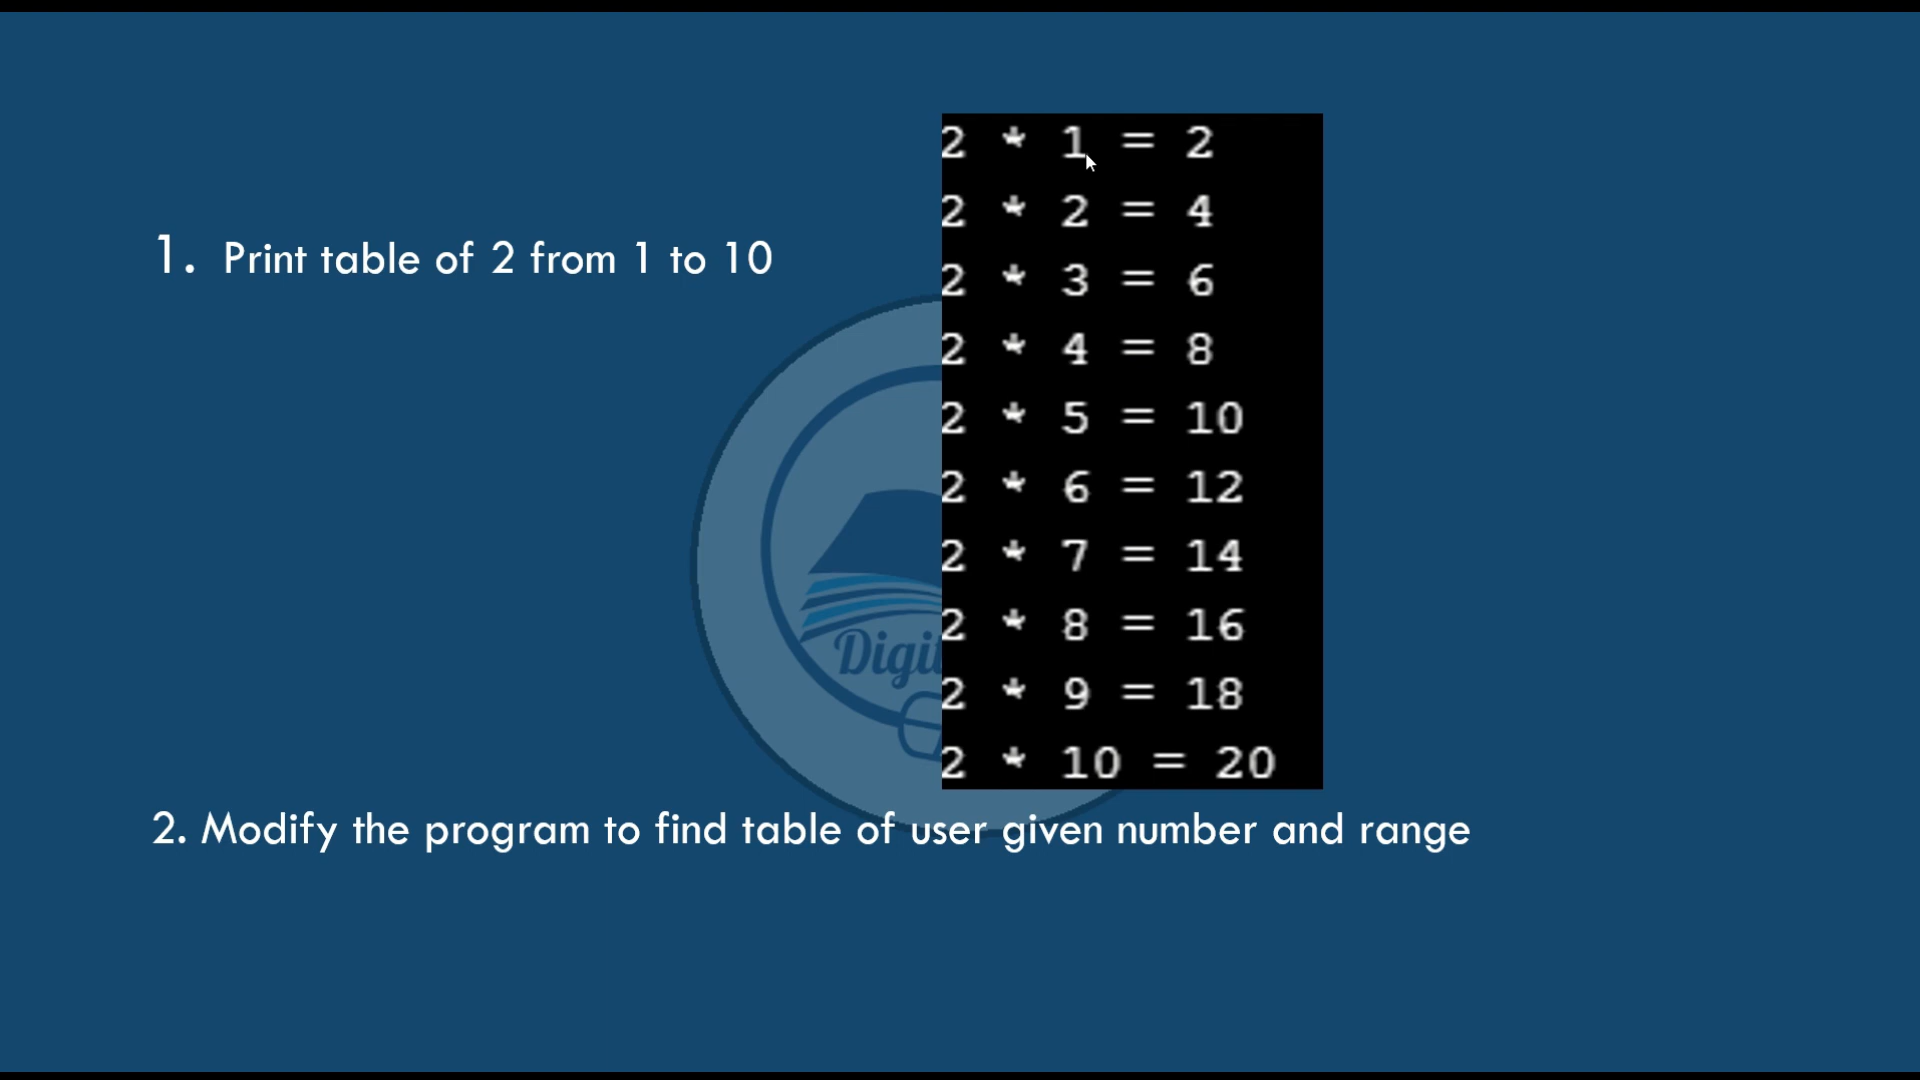 1. Print table of 2 from 1 to 10
2 * 1 = 2
2 * 2 = 4
2 * 3 = 6
2 * 4 = 8
2 * 5 = 10
2 * 6 = 12
2 * 7 = 14
2 * 8 = 16
2 * 9 = 18
2 * 10 = 20
2. Modify the program to find table of user given number and range